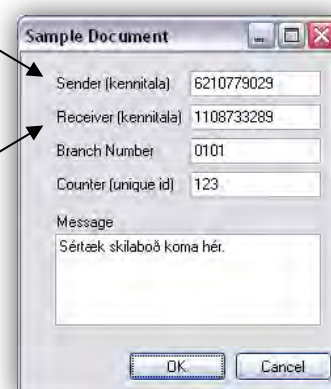 Sample Document
Sender (kennitala) 6210779029
Receiver (kennitala) 1108733289
Branch Number 0101
Counter (unique id) 123
Message
Sértæk skilaboð koma hér.
OK Cancel